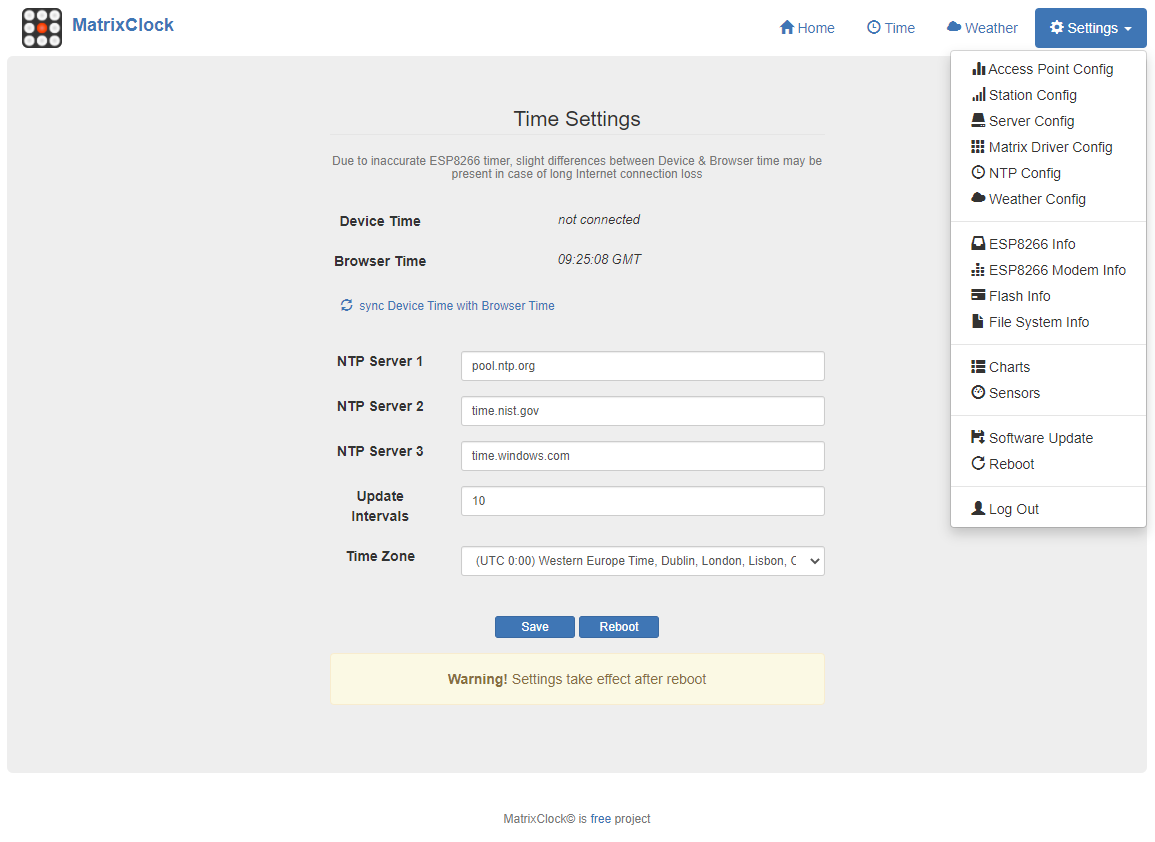 MatrixClock
Home
Time
Weather
Settings
Access Point Config
Station Config
Server Config
Matrix Driver Config
NTP Config
Weather Config
ESP8266 Info
ESP8266 Modem Info
Flash Info
File System Info
Charts
Sensors
Software Update
Reboot
Log Out
Time Settings
Due to inaccurate ESP8266 timer, slight differences between Device & Browser time may be
present in case of long Internet connection loss
Device Time
not connected
Browser Time
09:25:08 GMT
sync Device Time with Browser Time
NTP Server 1
pool.ntp.org
NTP Server 2
time.nist.gov
NTP Server 3
time.windows.com
Update
Intervals
10
Time Zone
(UTC 0:00) Western Europe Time, Dublin, London, Lisbon,
Save
Reboot
Warning! Settings take effect after reboot
MatrixClock© is free project